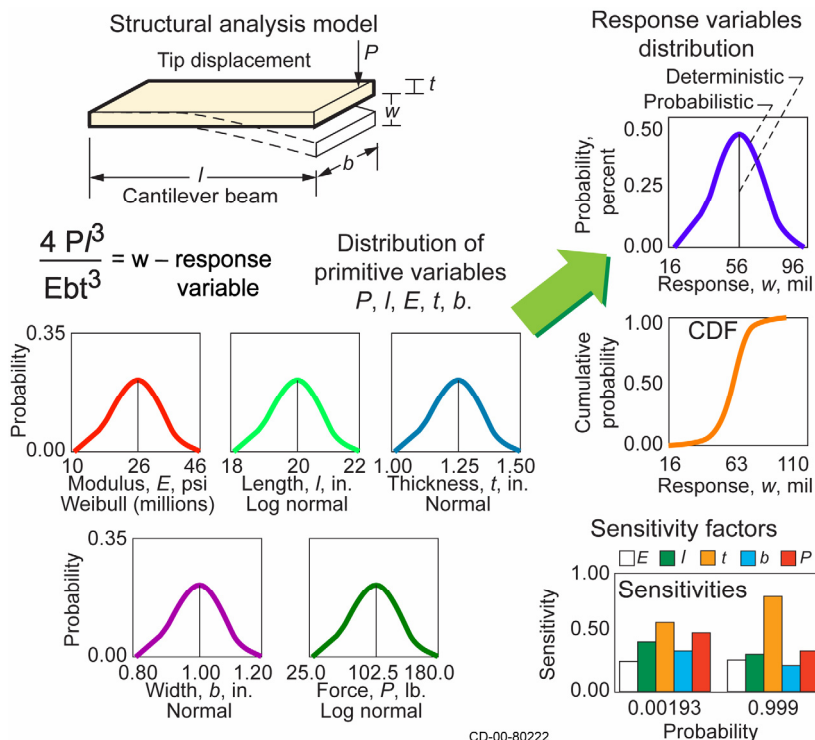 Structural analysis model
Tip displacement
P
t
w
b
l
Cantilever beam
4 Pl³
Ebt³
= w – response
variable
Distribution of
primitive variables
P, l, E, t, b.
Response variables
distribution
Deterministic
Probabilistic
Probability,
percent
0.50
0.25
0.00
16 56 96
Response, w, mil
CDF
Cumulative
probability
1.00
0.50
0.00
16 63 110
Response, w, mil
Probability
0.35
0.00
10 26 46
Modulus, E, psi
Weibull (millions)
18 20 22
Length, l, in.
Log normal
1.00 1.25 1.50
Thickness, t, in.
Normal
Probability
0.35
0.00
0.80 1.00 1.20
Width, b, in.
Normal
25.0 102.5 180.0
Force, P, lb.
Log normal
Sensitivity factors
E l t b P
Sensitivities
Sensitivity
1.00
0.50
0.00
0.00193 0.999
Probability
CD-00-80222